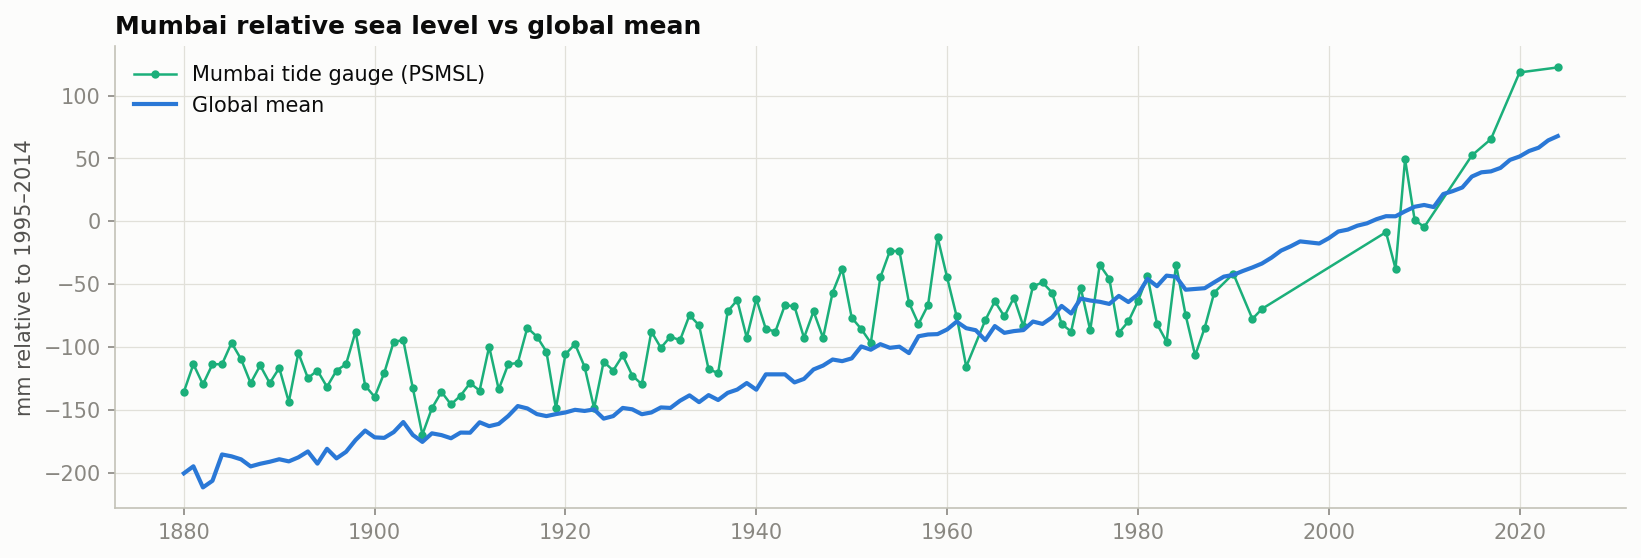 Mumbai relative sea level vs global mean
Mumbai tide gauge (PSMSL)
Global mean
mm relative to 1995–2014
100
50
0
−50
−100
−150
−200
1880 1900 1920 1940 1960 1980 2000 2020